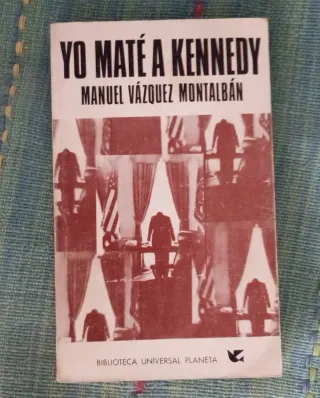 YO MATÉ A KENNEDY
MANUEL VÁZQUEZ MONTALBÁN
BIBLIOTECA UNIVERSAL PLANETA